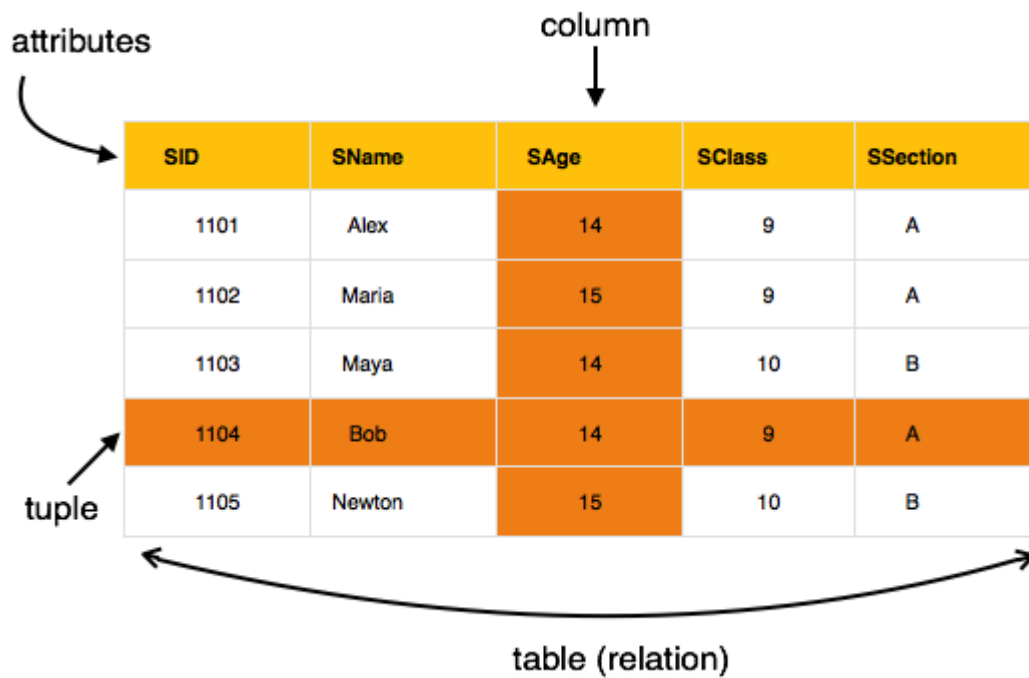 column
attributes
SID SName SAge SClass SSection
1101 Alex 14 9 A
1102 Maria 15 9 A
1103 Maya 14 10 B
1104 Bob 14 9 A
tuple
1105 Newton 15 10 B
table (relation)